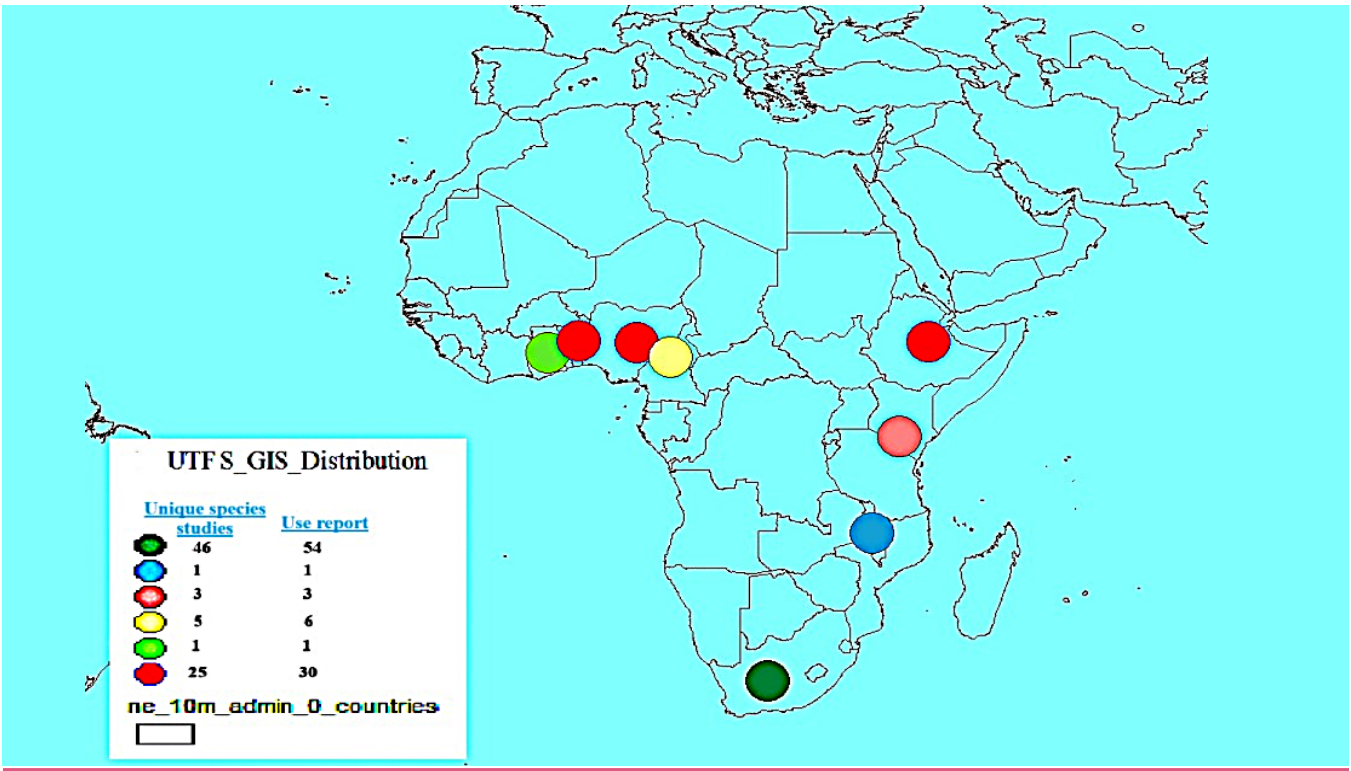 UTF S_GIS_Distribution
Unique species
studies Use report
46 54
1 1
3 3
5 6
1 1
25 30
ne_10m_admin_0_countries